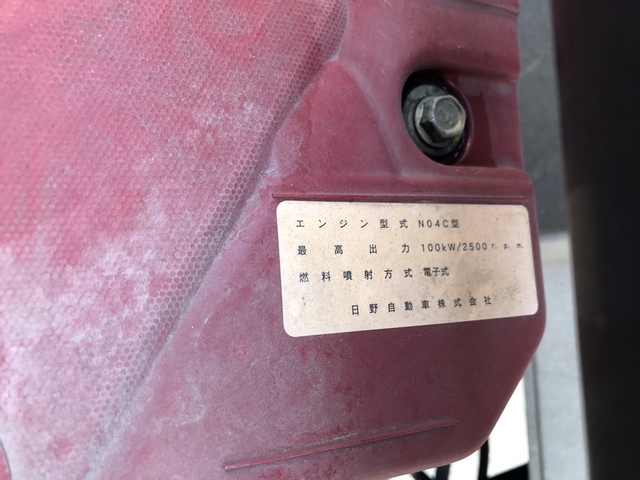 エンジン型式 N04C型
最高出力 100kW/2500 r. p. m.
燃料噴射方式 電子式
日野自動車株式会社